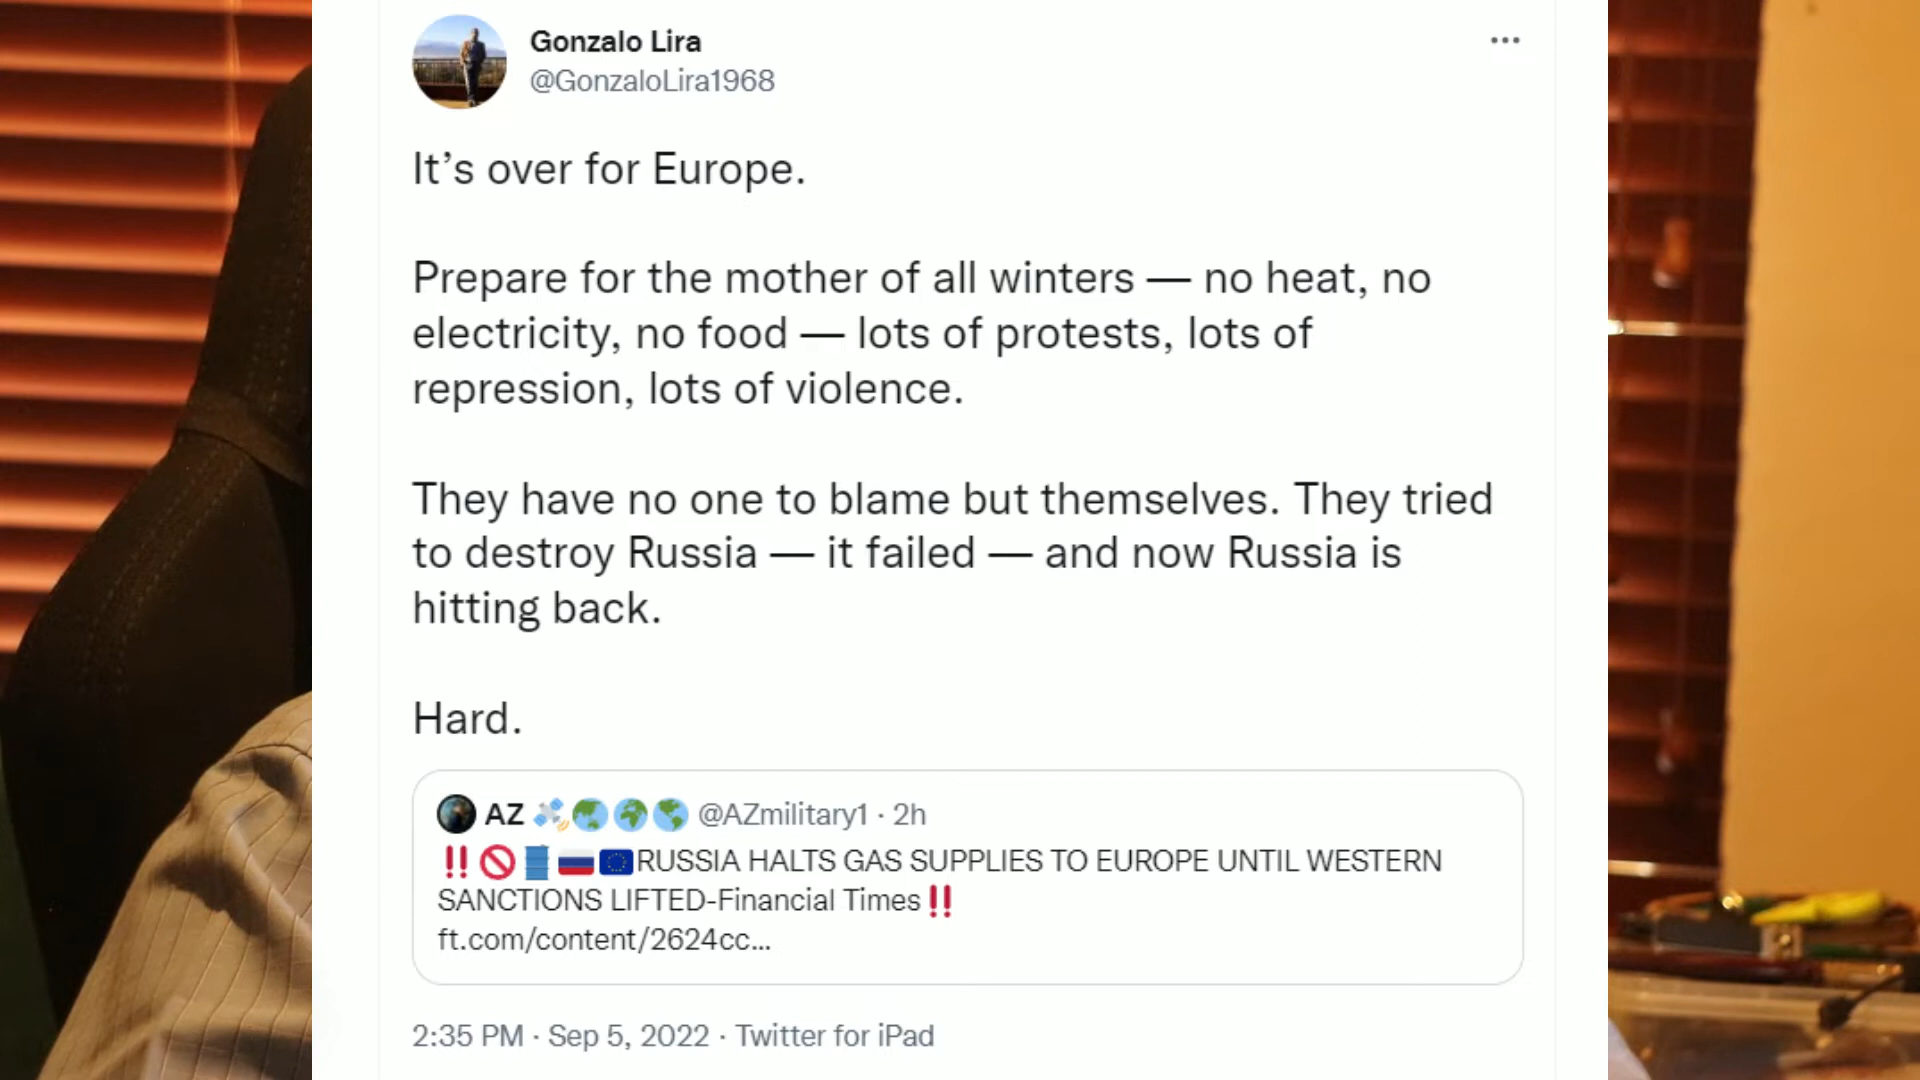 Gonzalo Lira
@GonzaloLira1968
It’s over for Europe.
Prepare for the mother of all winters — no heat, no
electricity, no food — lots of protests, lots of
repression, lots of violence.
They have no one to blame but themselves. They tried
to destroy Russia — it failed — and now Russia is
hitting back.
Hard.
AZ 🛰️🌏🌍🌎 @AZmilitary1 · 2h
‼️🚫🛢️🇷🇺🇪🇺RUSSIA HALTS GAS SUPPLIES TO EUROPE UNTIL WESTERN
SANCTIONS LIFTED-Financial Times‼️
ft.com/content/2624cc...
2:35 PM · Sep 5, 2022 · Twitter for iPad